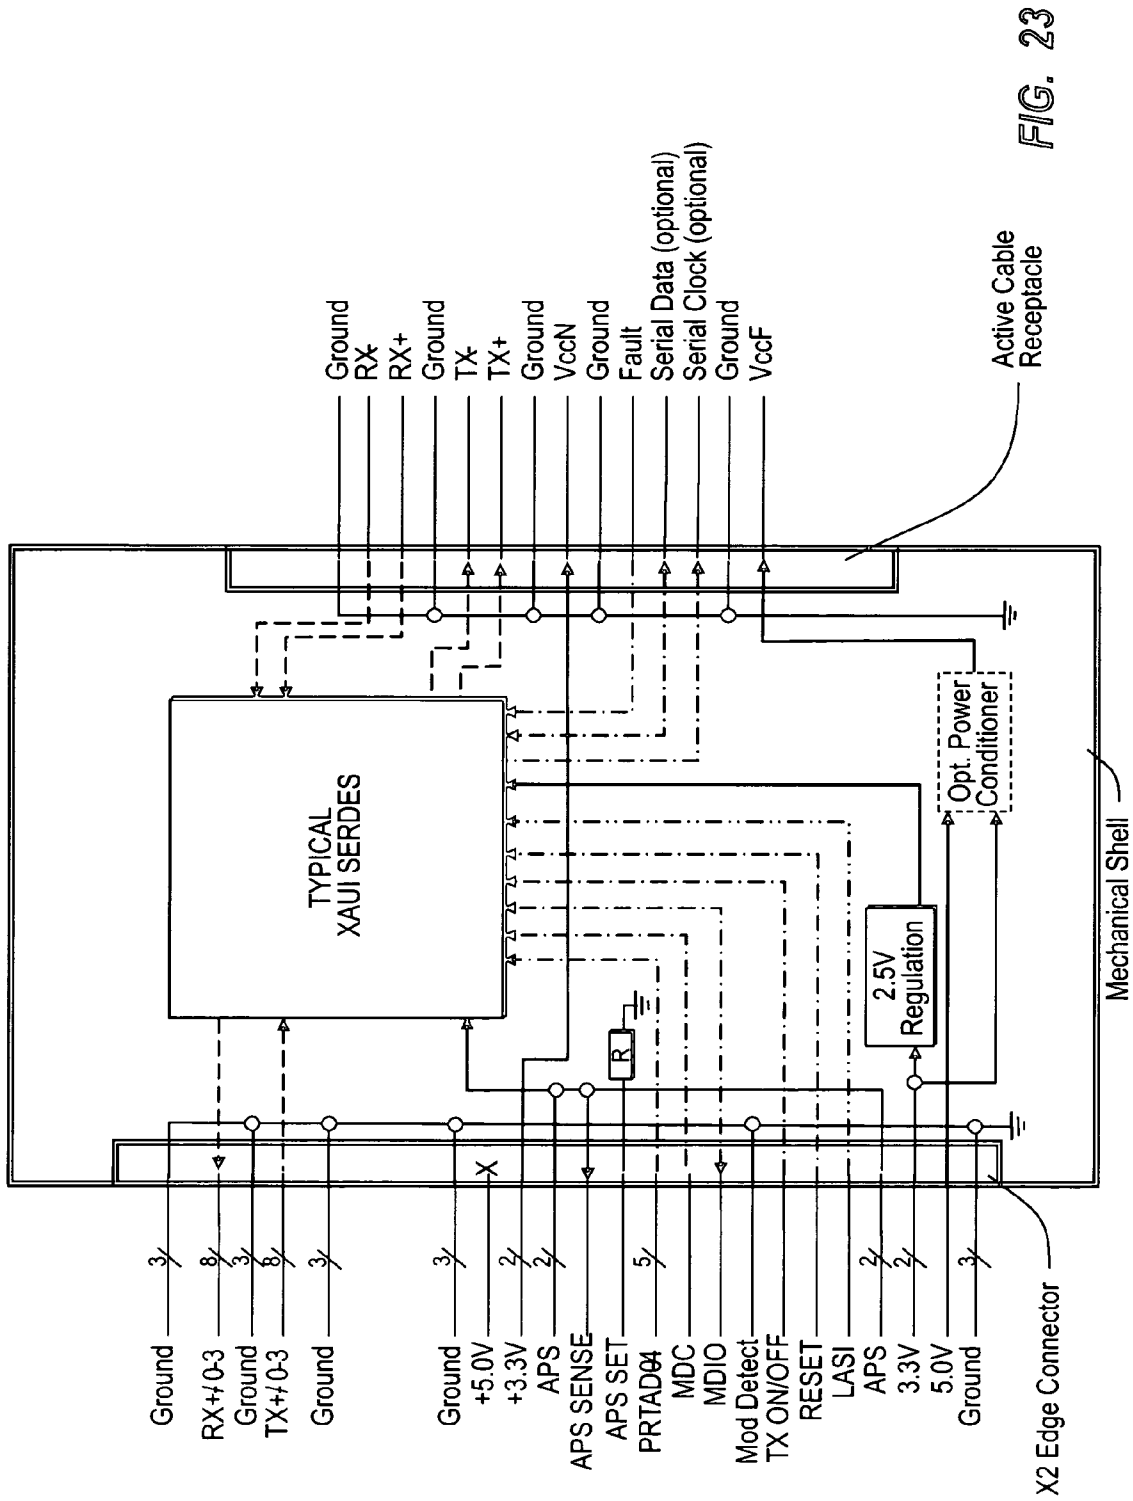 Ground
RX+/ 0-3
Ground
TX+/ 0-3
Ground
Ground
+5.0V
+3.3V
APS
APS SENSE
APS SET
PRTAD04
MDC
MDIO
Mod Detect
TX ON/OFF
RESET
LASI
APS
3.3V
5.0V
Ground
3
8
3
8
3
3
2
2
5
2
2
3
X
X2 Edge Connector
TYPICAL
XAUI SERDES
R
2.5V
Regulation
Opt. Power
Conditioner
Mechanical Shell
Ground
RX-
RX+
Ground
TX-
TX+
Ground
VccN
Ground
Fault
Serial Data (optional)
Serial Clock (optional)
Ground
VccF
Active Cable
Receptacle
FIG. 23